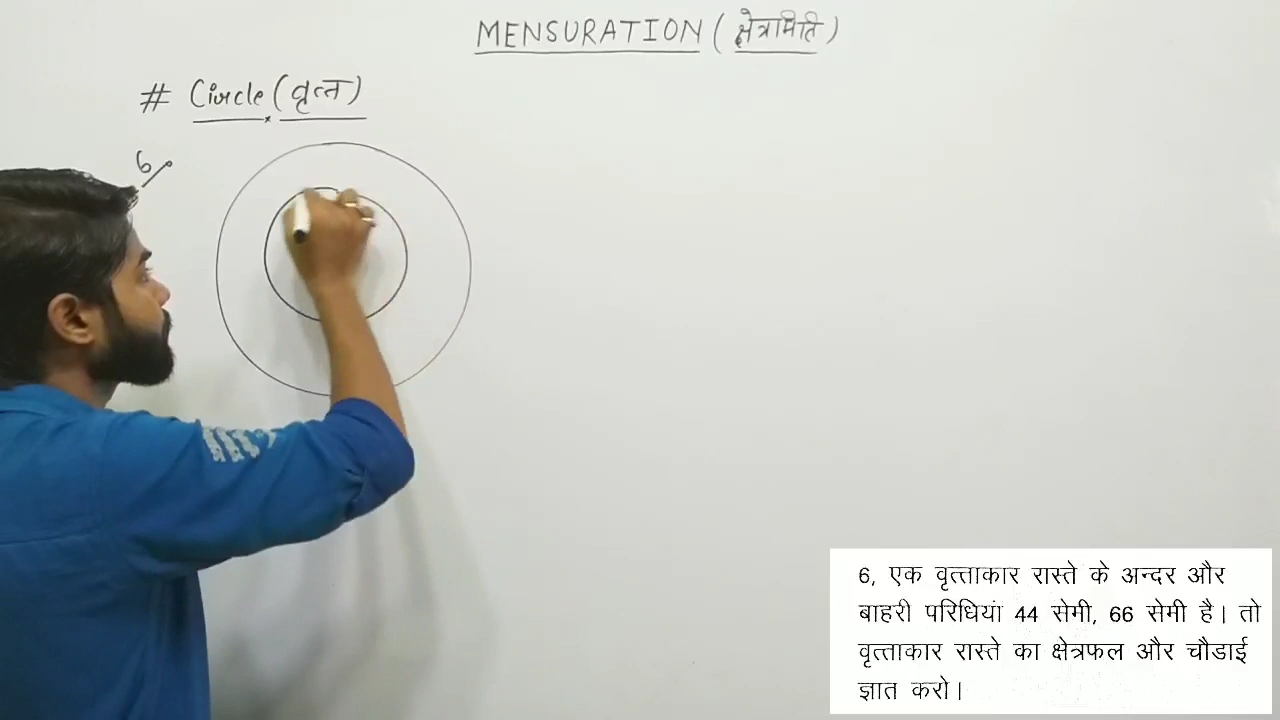 MENSURATION (क्षेत्रमिति)
# Circle (वृत्त)
6
6, एक वृत्ताकार रास्ते के अन्दर और
बाहरी परिधियां 44 सेमी, 66 सेमी है। तो
वृत्ताकार रास्ते का क्षेत्रफल और चौडाई
ज्ञात करो।